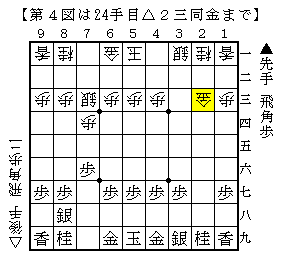 【第４図は24手目△２三同金まで】
９ ８ ７ ６ ５ ４ ３ ２ １
香 桂 金 玉 銀 桂 香 一
二
歩 歩 銀 歩 歩 歩 金 歩 三
歩 四
五
歩 六
歩 歩 歩 歩 歩 歩 歩 七
銀 八
香 桂 金 玉 金 銀 桂 香 九
▲先手 飛角歩
△後手 飛角歩二